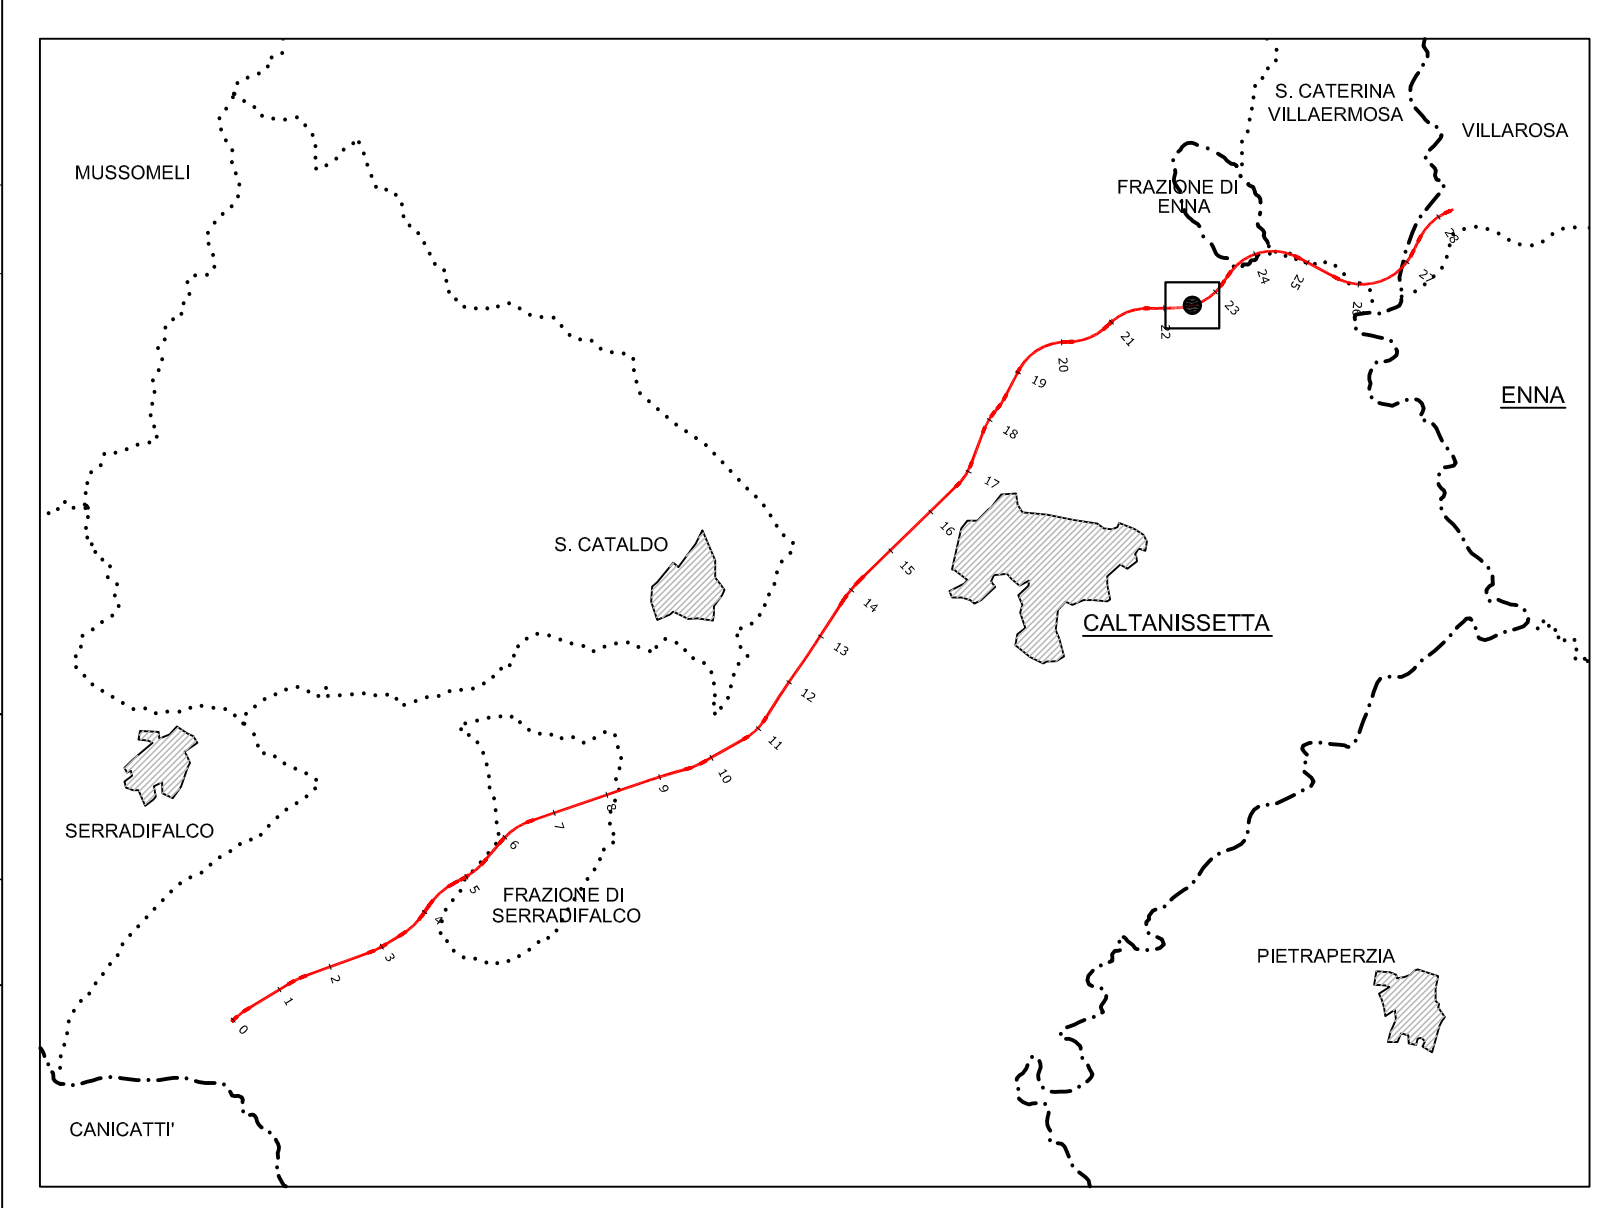 S. CATERINA
VILLAERMOSA
VILLAROSA
MUSSOMELI
FRAZIONE DI
ENNA
28
27
26
25
24
23
22
21
20
19
18
17
16
15
14
13
12
11
10
9
8
7
6
5
4
3
2
1
0
ENNA
S. CATALDO
CALTANISSETTA
SERRADIFALCO
FRAZIONE DI
SERRADIFALCO
PIETRAPERZIA
CANICATTI'